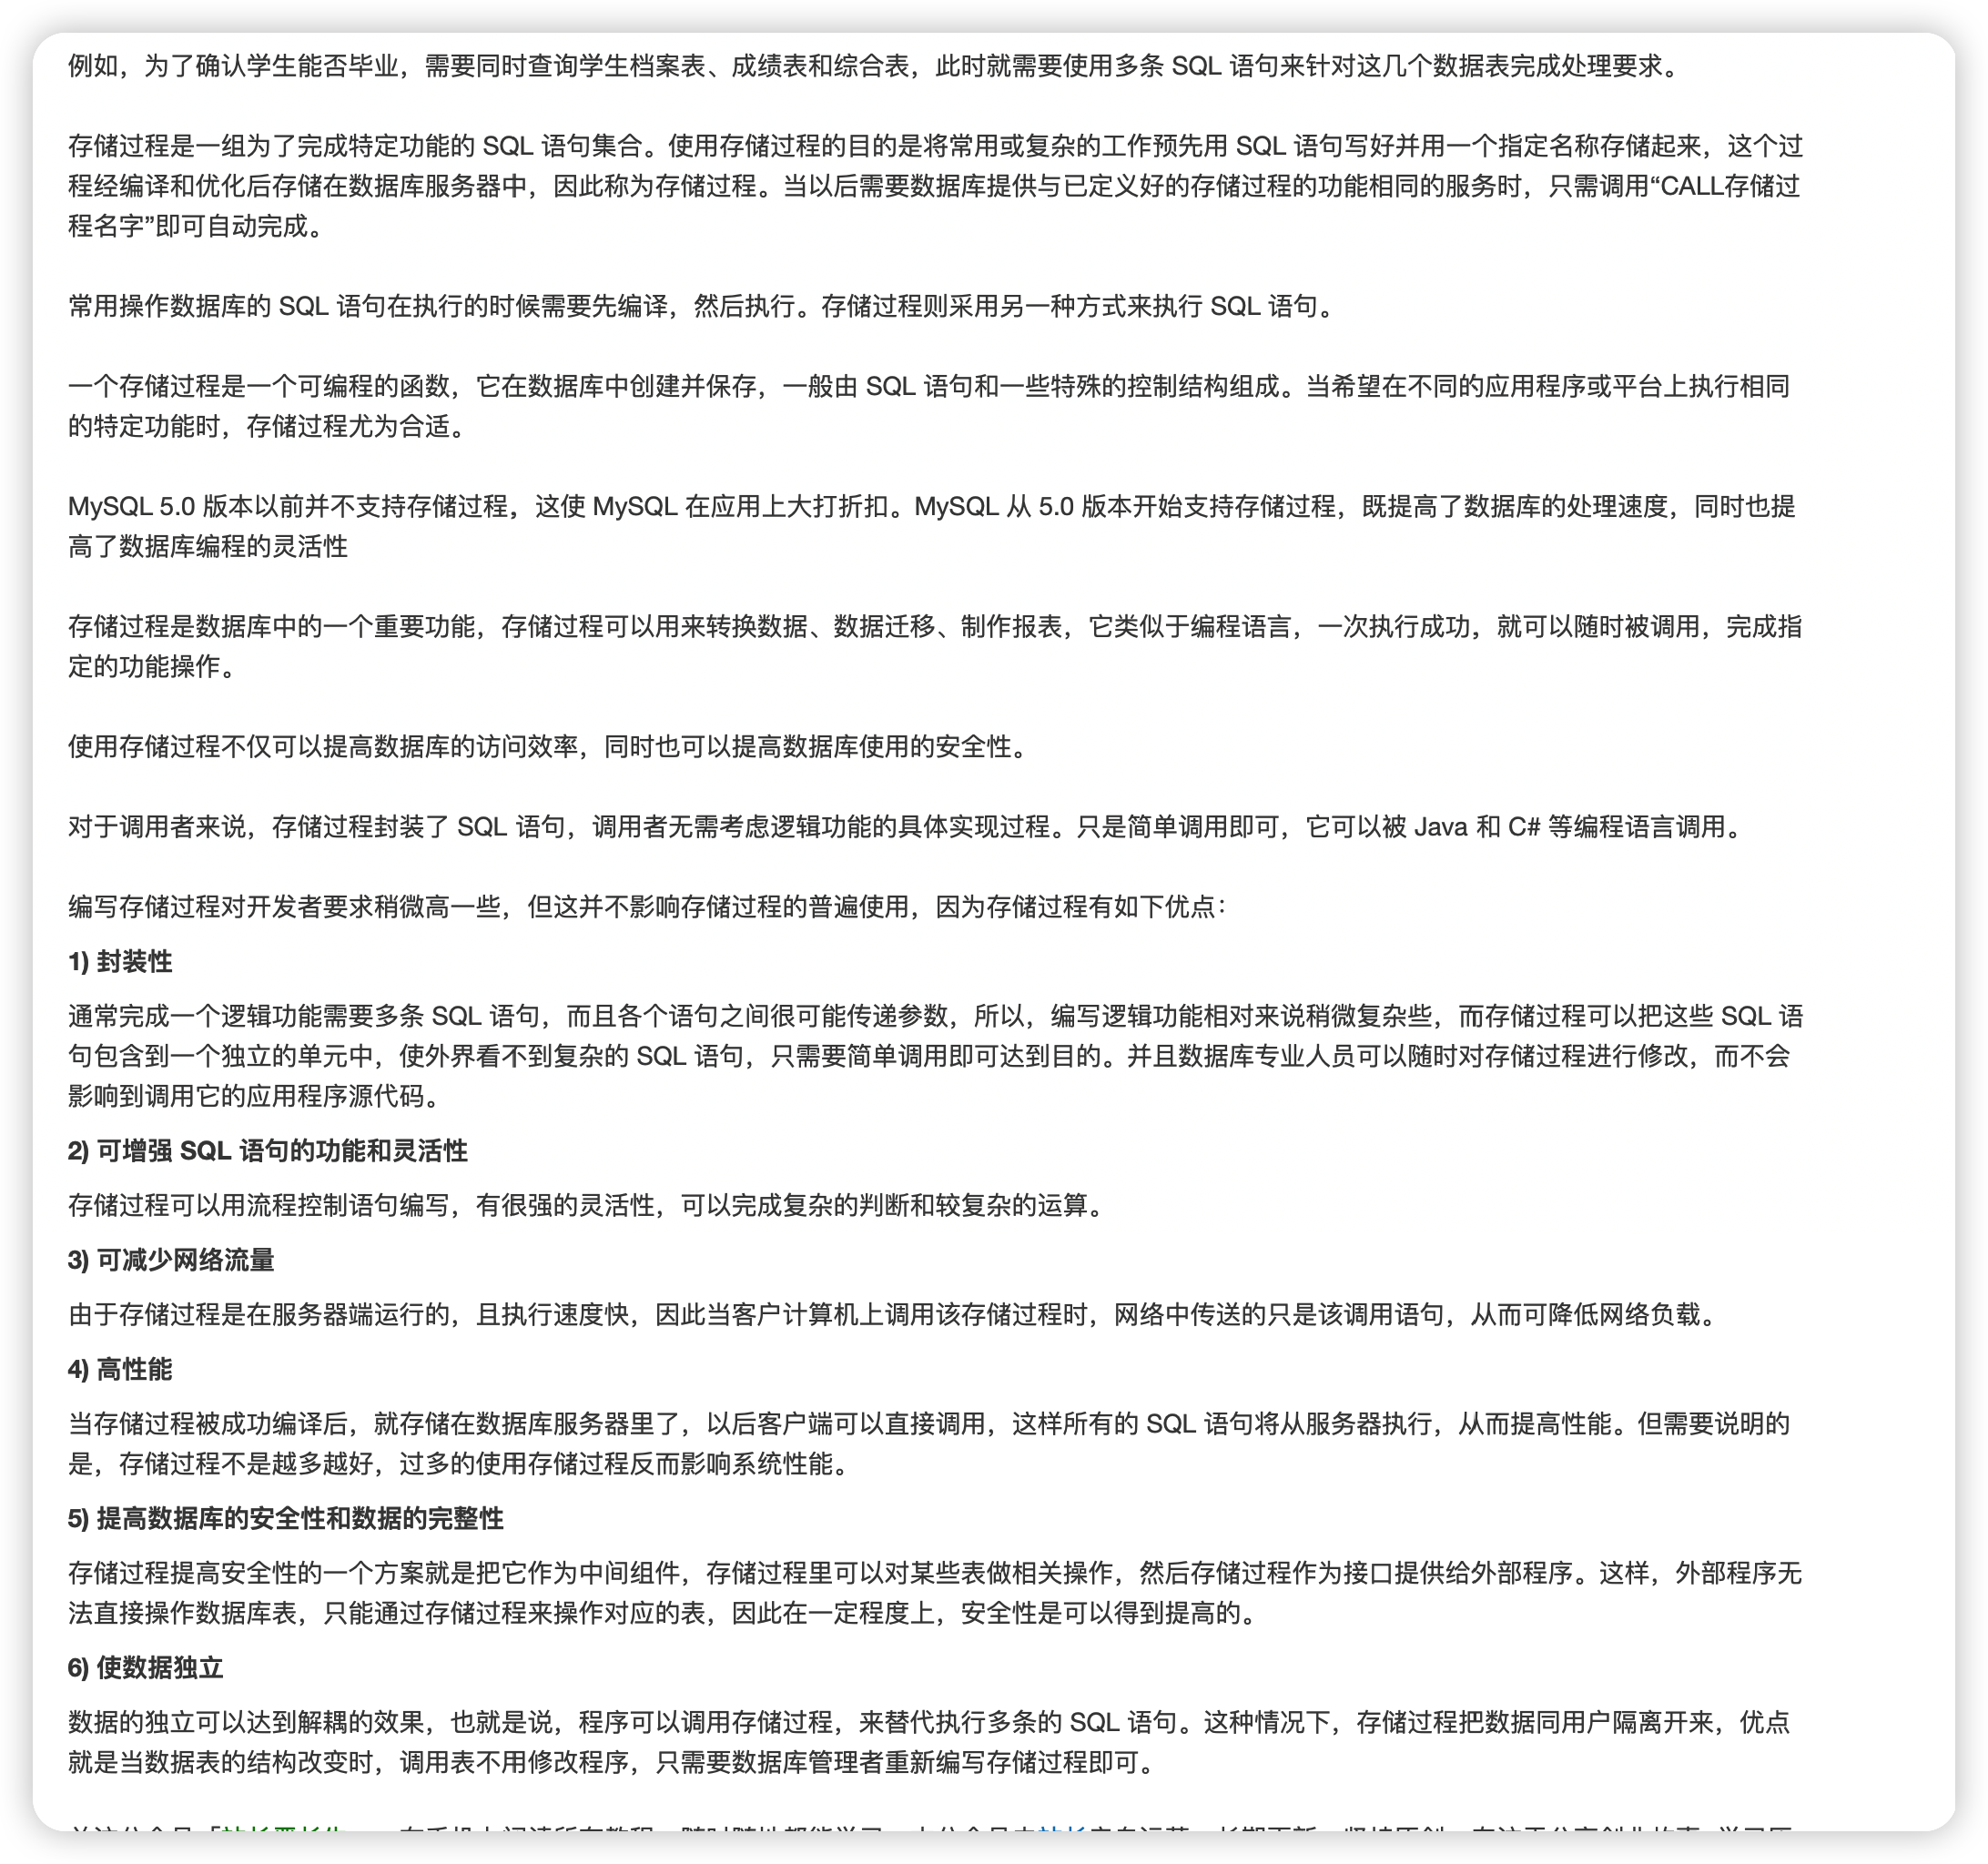 例如，为了确认学生能否毕业，需要同时查询学生档案表、成绩表和综合表，此时就需要使用多条 SQL 语句来针对这几个数据表完成处理要求。
存储过程是一组为了完成特定功能的 SQL 语句集合。使用存储过程的目的是将常用或复杂的工作预先用 SQL 语句写好并用一个指定名称存储起来，这个过
程经编译和优化后存储在数据库服务器中，因此称为存储过程。当以后需要数据库提供与已定义好的存储过程的功能相同的服务时，只需调用“CALL存储过
程名字”即可自动完成。
常用操作数据库的 SQL 语句在执行的时候需要先编译，然后执行。存储过程则采用另一种方式来执行 SQL 语句。
一个存储过程是一个可编程的函数，它在数据库中创建并保存，一般由 SQL 语句和一些特殊的控制结构组成。当希望在不同的应用程序或平台上执行相同
的特定功能时，存储过程尤为合适。
MySQL 5.0 版本以前并不支持存储过程，这使 MySQL 在应用上大打折扣。MySQL 从 5.0 版本开始支持存储过程，既提高了数据库的处理速度，同时也提
高了数据库编程的灵活性
存储过程是数据库中的一个重要功能，存储过程可以用来转换数据、数据迁移、制作报表，它类似于编程语言，一次执行成功，就可以随时被调用，完成指
定的功能操作。
使用存储过程不仅可以提高数据库的访问效率，同时也可以提高数据库使用的安全性。
对于调用者来说，存储过程封装了 SQL 语句，调用者无需考虑逻辑功能的具体实现过程。只是简单调用即可，它可以被 Java 和 C# 等编程语言调用。
编写存储过程对开发者要求稍微高一些，但这并不影响存储过程的普遍使用，因为存储过程有如下优点：
1) 封装性
通常完成一个逻辑功能需要多条 SQL 语句，而且各个语句之间很可能传递参数，所以，编写逻辑功能相对来说稍微复杂些，而存储过程可以把这些 SQL 语
句包含到一个独立的单元中，使外界看不到复杂的 SQL 语句，只需要简单调用即可达到目的。并且数据库专业人员可以随时对存储过程进行修改，而不会
影响到调用它的应用程序源代码。
2) 可增强 SQL 语句的功能和灵活性
存储过程可以用流程控制语句编写，有很强的灵活性，可以完成复杂的判断和较复杂的运算。
3) 可减少网络流量
由于存储过程是在服务器端运行的，且执行速度快，因此当客户计算机上调用该存储过程时，网络中传送的只是该调用语句，从而可降低网络负载。
4) 高性能
当存储过程被成功编译后，就存储在数据库服务器里了，以后客户端可以直接调用，这样所有的 SQL 语句将从服务器执行，从而提高性能。但需要说明的
是，存储过程不是越多越好，过多的使用存储过程反而影响系统性能。
5) 提高数据库的安全性和数据的完整性
存储过程提高安全性的一个方案就是把它作为中间组件，存储过程里可以对某些表做相关操作，然后存储过程作为接口提供给外部程序。这样，外部程序无
法直接操作数据库表，只能通过存储过程来操作对应的表，因此在一定程度上，安全性是可以得到提高的。
6) 使数据独立
数据的独立可以达到解耦的效果，也就是说，程序可以调用存储过程，来替代执行多条的 SQL 语句。这种情况下，存储过程把数据同用户隔离开来，优点
就是当数据表的结构改变时，调用表不用修改程序，只需要数据库管理者重新编写存储过程即可。